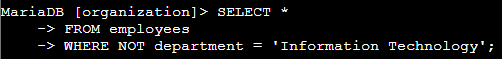 MariaDB [organization]> SELECT *
    -> FROM employees
    -> WHERE NOT department = 'Information Technology';